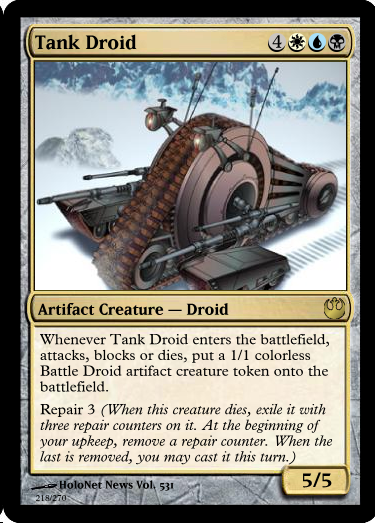 Tank Droid 4
Artifact Creature — Droid
Whenever Tank Droid enters the battlefield,
attacks, blocks or dies, put a 1/1 colorless
Battle Droid artifact creature token onto the
battlefield.
Repair 3 (When this creature dies, exile it with
three repair counters on it. At the beginning of
your upkeep, remove a repair counter. When the
last is removed, you may cast it this turn.)
HoloNet News Vol. 531
218/270
5/5